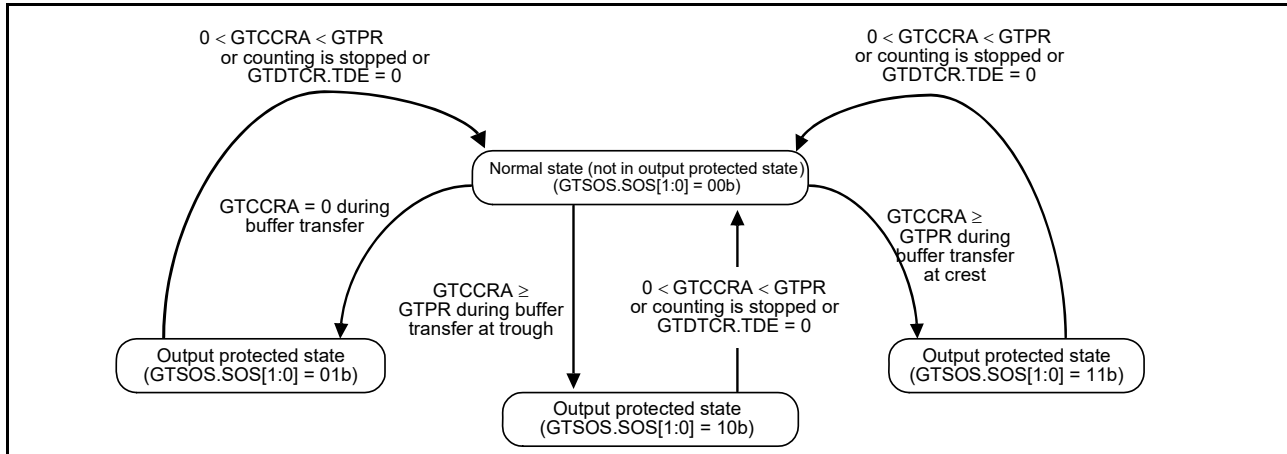 0 < GTCCRA < GTPR
or counting is stopped or
GTDTCR.TDE = 0
0 < GTCCRA < GTPR
or counting is stopped or
GTDTCR.TDE = 0
Normal state (not in output protected state)
(GTSOS.SOS[1:0] = 00b)
GTCCRA = 0 during
buffer transfer
GTCCRA ≥
GTPR during buffer
transfer at trough
0 < GTCCRA < GTPR
or counting is stopped or
GTDTCR.TDE = 0
GTCCRA ≥
GTPR during
buffer transfer
at crest
Output protected state
(GTSOS.SOS[1:0] = 01b)
Output protected state
(GTSOS.SOS[1:0] = 10b)
Output protected state
(GTSOS.SOS[1:0] = 11b)